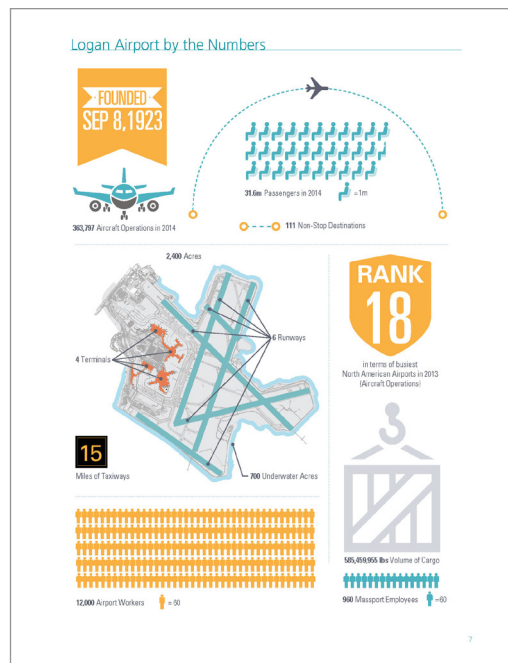 Logan Airport by the Numbers
FOUNDED
SEP 8,1923
31.6m Passengers in 2014
=1m
363,797 Aircraft Operations in 2014
111 Non-Stop Destinations
2,400 Acres
RANK
18
6 Runways
4 Terminals
in terms of busiest
North American Airports in 2013
(Aircraft Operations)
15
Miles of Taxiways
700 Underwater Acres
585,459,955 lbs Volume of Cargo
12,000 Airport Workers
= 60
960 Massport Employees
=60
7